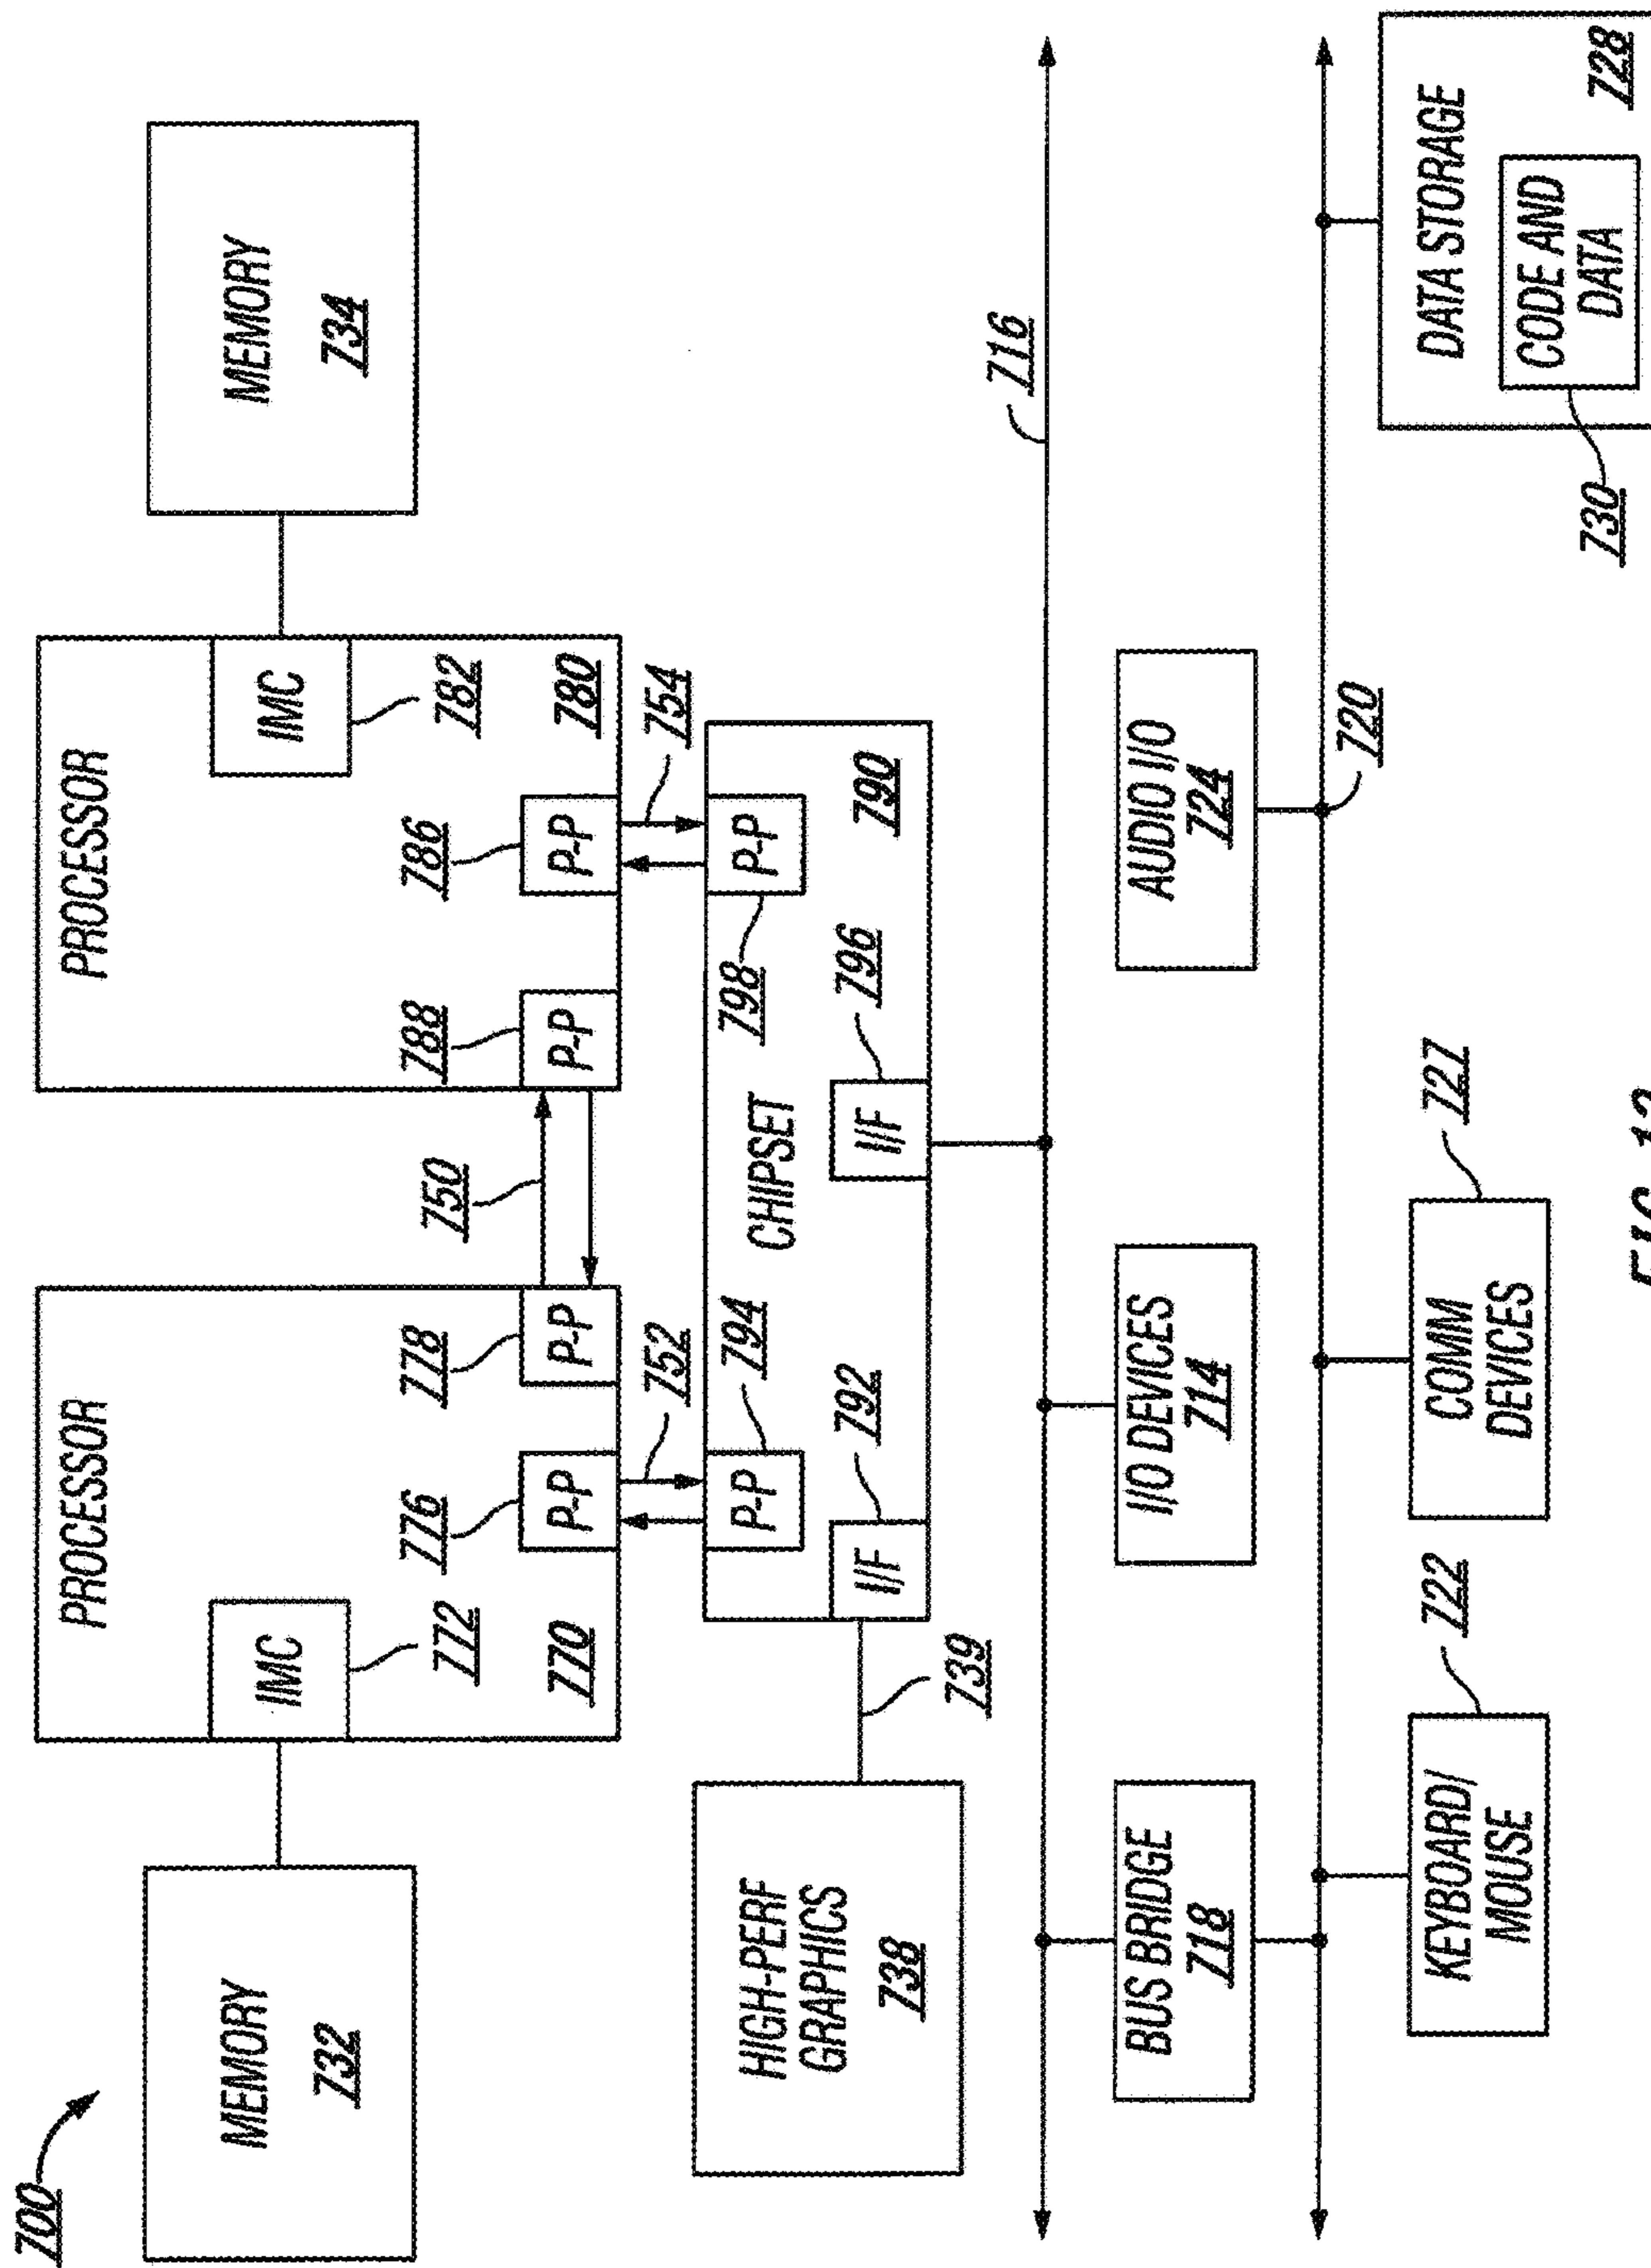 700
MEMORY
732
PROCESSOR
IMC
772
770
776
P-P
778
P-P
750
PROCESSOR
788
P-P
786
P-P
IMC
782
780
MEMORY
734
752
754
HIGH-PERF
GRAPHICS
738
739
P-P
794
I/F
792
CHIPSET
I/F
796
798
P-P
790
716
BUS BRIDGE
718
I/O DEVICES
714
AUDIO I/O
724
720
KEYBOARD/
MOUSE
722
COMM
DEVICES
727
DATA STORAGE
728
CODE AND
DATA
730